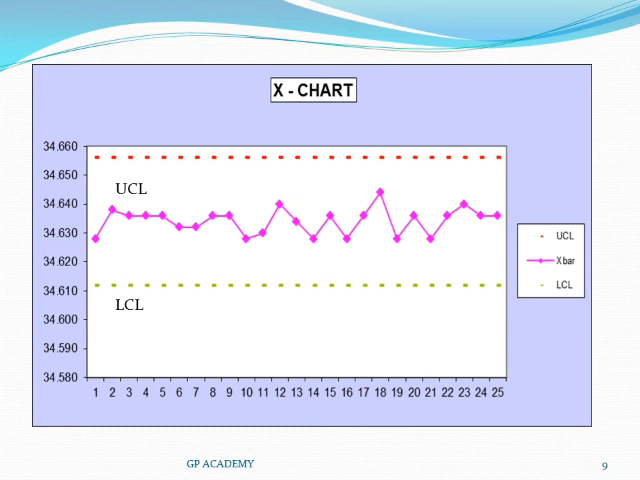 X - CHART
34.660
34.650
34.640
34.630
34.620
34.610
34.600
34.590
34.580
UCL
LCL
1 2 3 4 5 6 7 8 9 10 11 12 13 14 15 16 17 18 19 20 21 22 23 24 25
UCL
Xbar
LCL
GP ACADEMY
9